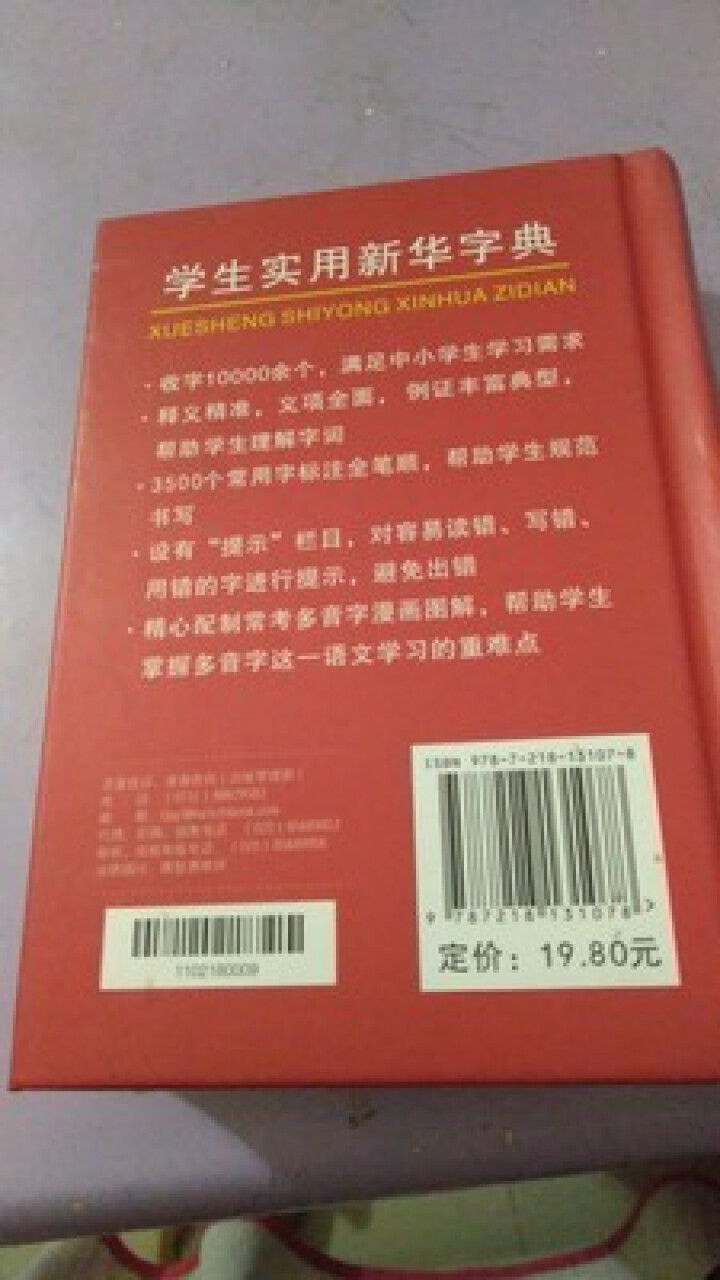 学生实用新华字典
XUESHENG SHIYONG XINHUA ZIDIAN
·收字10000余个，满足中小学生学习需求
·释义精准，义项全面，例证丰富典型，
帮助学生理解字词
·3500个常用字标注全笔顺，帮助学生规范
书写
·设有“提示”栏目，对容易读错、写错、
用错的字进行提示，避免出错
·精心配制常考多音字漫画图解，帮助学生
掌握多音字这一语文学习的重难点
ISBN 978-7-218-13107-8
9 787218 131078 >
定价：19.80元
1102180009